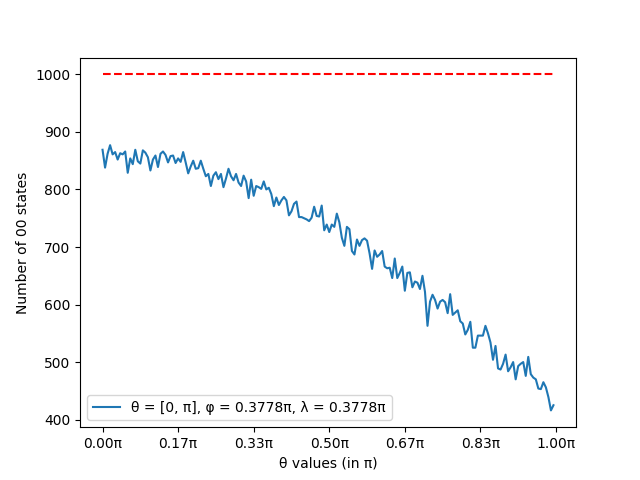 1000
900
800
700
600
500
400
Number of 00 states
θ = [0, π], φ = 0.3778π, λ = 0.3778π
0.00π 0.17π 0.33π 0.50π 0.67π 0.83π 1.00π
θ values (in π)